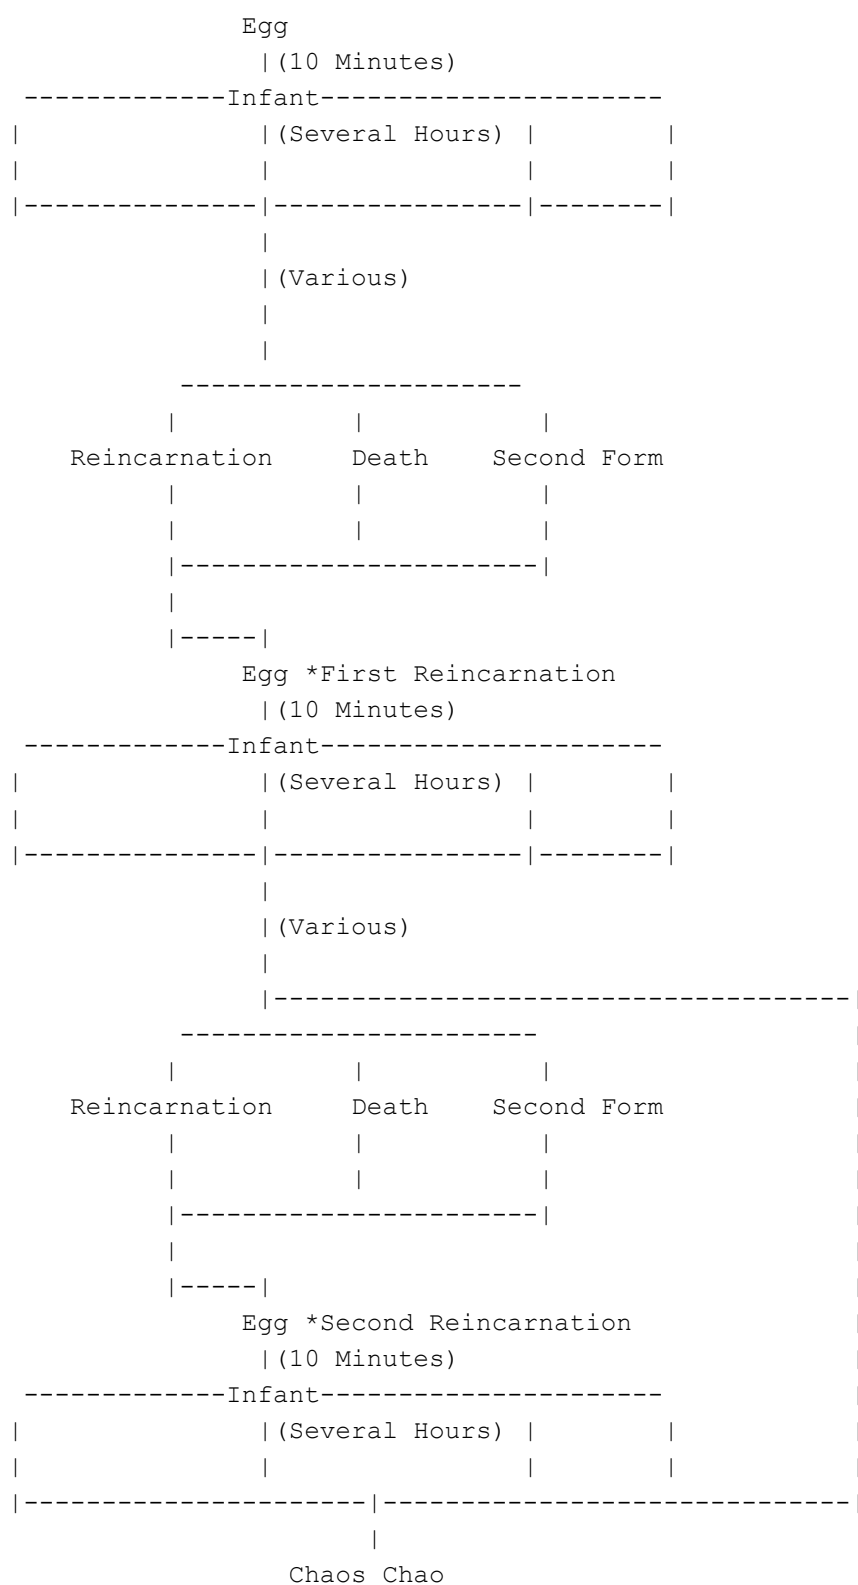 Egg
|(10 Minutes)
-------------Infant----------------------
|               |(Several Hours) |         |
|               |                |         |
|---------------|----------------|--------|
|
|(Various)
|
|
----------------------
|            |            |
Reincarnation     Death    Second Form
|            |            |
|            |            |
|-----------------------|
|
|-----|
Egg *First Reincarnation
|(10 Minutes)
-------------Infant----------------------
|               |(Several Hours) |         |
|               |                |         |
|---------------|----------------|--------|
|
|(Various)
|
|-------------------------------------|
-----------------------                    |
|            |            |                    |
Reincarnation     Death    Second Form            |
|            |            |                    |
|            |            |                    |
|-----------------------|                    |
|                                            |
|-----|                                      |
Egg *Second Reincarnation              |
|(10 Minutes)                          |
-------------Infant----------------------            |
|               |(Several Hours) |         |           |
|               |                |         |           |
|----------------------|------------------------------|
|
Chaos Chao